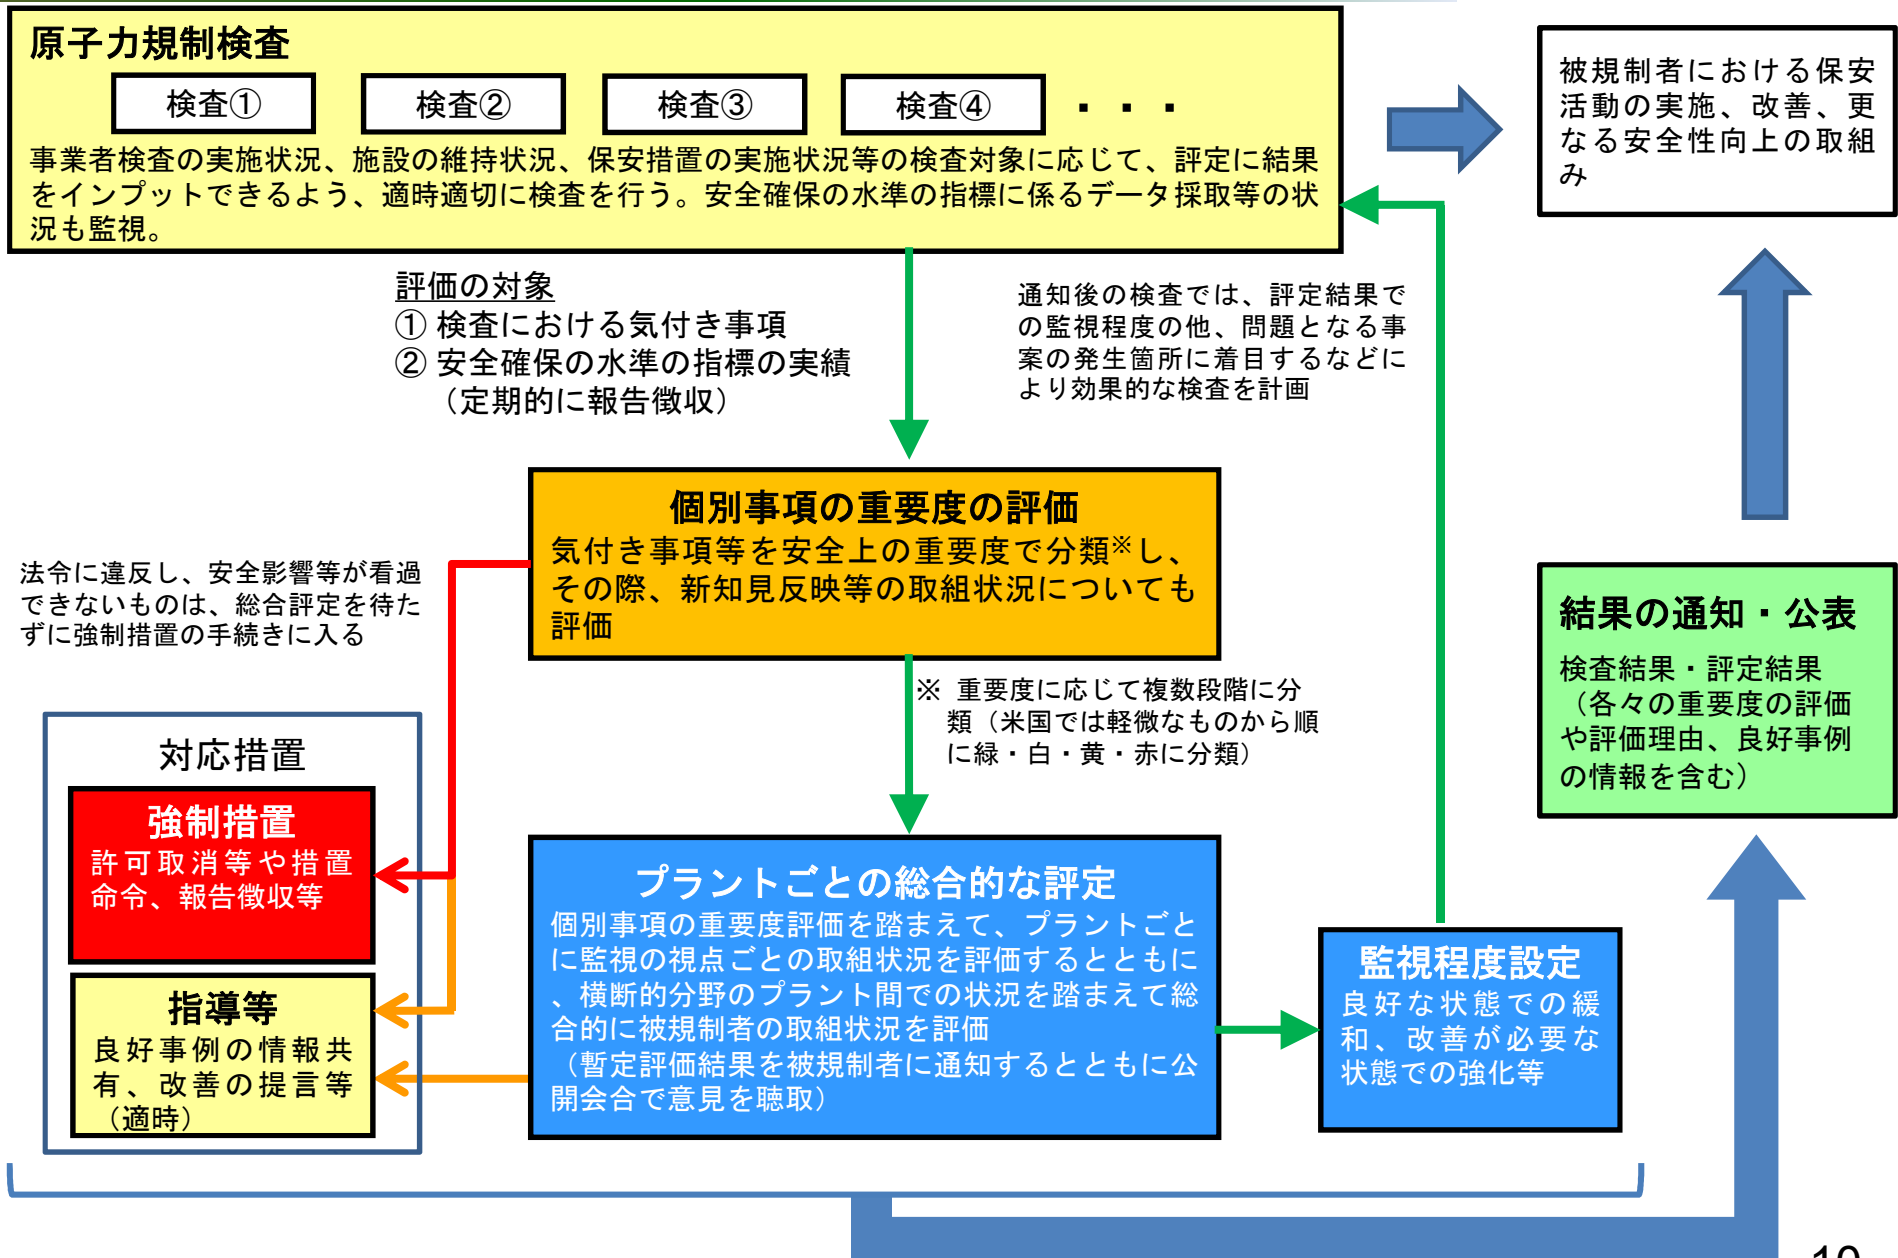 原子力規制検査
検査①
検査②
検査③
検査④
・・・
事業者検査の実施状況、施設の維持状況、保安措置の実施状況等の検査対象に応じて、評定に結果
をインプットできるよう、適時適切に検査を行う。安全確保の水準の指標に係るデータ採取等の状
況も監視。
被規制者における保安
活動の実施、改善、更
なる安全性向上の取組
み
評価の対象
① 検査における気付き事項
② 安全確保の水準の指標の実績
（定期的に報告徴収）
通知後の検査では、評定結果で
の監視程度の他、問題となる事
案の発生箇所に着目するなどに
より効果的な検査を計画
個別事項の重要度の評価
気付き事項等を安全上の重要度で分類※し、
その際、新知見反映等の取組状況についても
評価
法令に違反し、安全影響等が看過
できないものは、総合評定を待た
ずに強制措置の手続きに入る
※ 重要度に応じて複数段階に分
類（米国では軽微なものから順
に緑・白・黄・赤に分類）
結果の通知・公表
検査結果・評定結果
（各々の重要度の評価
や評価理由、良好事例
の情報を含む）
対応措置
強制措置
許可取消等や措置
命令、報告徴収等
指導等
良好事例の情報共
有、改善の提言等
（適時）
プラントごとの総合的な評定
個別事項の重要度評価を踏まえて、プラントごと
に監視の視点ごとの取組状況を評価するとともに
、横断的分野のプラント間での状況を踏まえて総
合的に被規制者の取組状況を評価
（暫定評価結果を被規制者に通知するとともに公
開会合で意見を聴取）
監視程度設定
良好な状態での緩
和、改善が必要な
状態での強化等